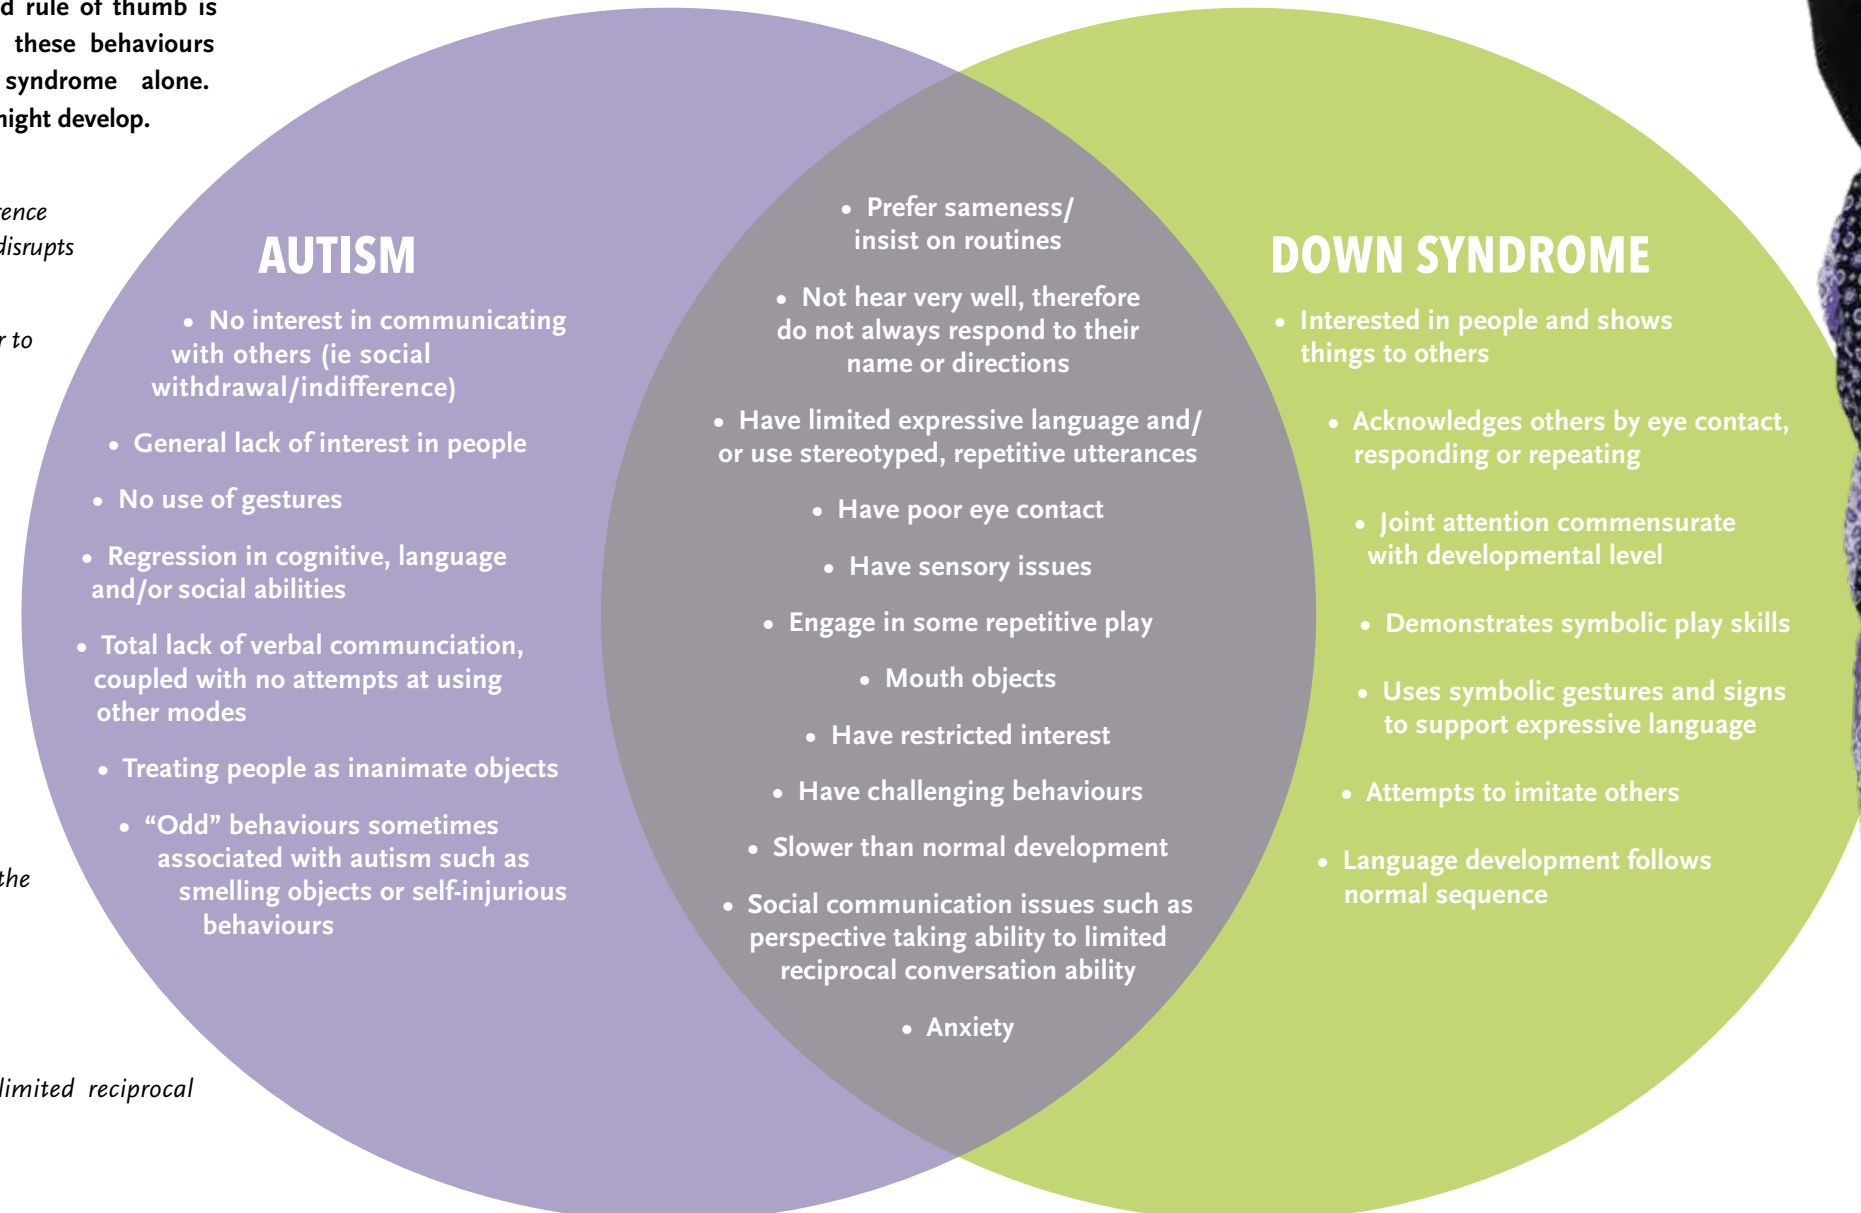 d rule of thumb is
these behaviours
syndrome alone.
might develop.
disrupts
r to
the
limited reciprocal
AUTISM
• No interest in communicating
with others (ie social
withdrawal/indifference)
• General lack of interest in people
• No use of gestures
• Regression in cognitive, language
and/or social abilities
• Total lack of verbal communciation,
coupled with no attempts at using
other modes
• Treating people as inanimate objects
• “Odd” behaviours sometimes
associated with autism such as
smelling objects or self-injurious
behaviours
• Prefer sameness/
insist on routines
• Not hear very well, therefore
do not always respond to their
name or directions
• Have limited expressive language and/
or use stereotyped, repetitive utterances
• Have poor eye contact
• Have sensory issues
• Engage in some repetitive play
• Mouth objects
• Have restricted interest
• Have challenging behaviours
• Slower than normal development
• Social communication issues such as
perspective taking ability to limited
reciprocal conversation ability
• Anxiety
DOWN SYNDROME
• Interested in people and shows
things to others
• Acknowledges others by eye contact,
responding or repeating
• Joint attention commensurate
with developmental level
• Demonstrates symbolic play skills
• Uses symbolic gestures and signs
to support expressive language
• Attempts to imitate others
• Language development follows
normal sequence